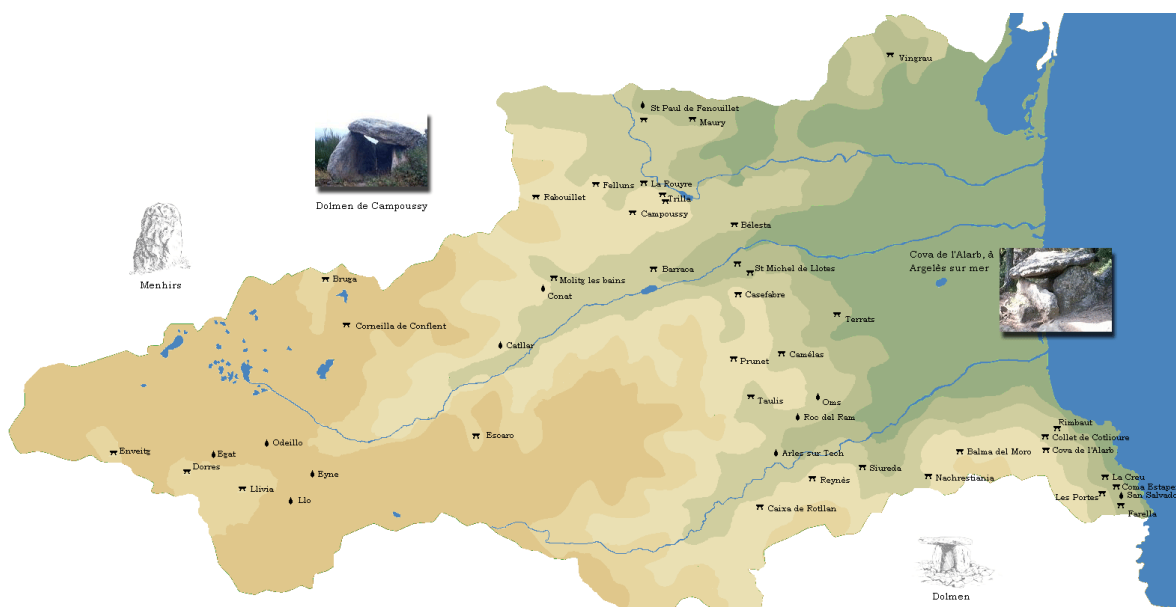 Vingrau
St Paul de Fenouillet
Maury
Felluns
La Rouyre
Trilla
Rabouillet
Campoussy
Dolmen de Campoussy
Bélesta
Menhirs
Cova de l'Alarb, à
Argelès sur mer
Barraca
St Michel de Llotes
Bruga
Molitg les bains
Conat
Casefabre
Terrats
Corneilla de Conflent
Catllar
Camélas
Prunet
Taulis
Oms
Roc del Ram
Rimbaut
Escaro
Collet de Cotlioure
Odeillo
Enveitg
Egat
Arles sur Tech
Balma del Moro
Cova de l'Alarb
Dorres
Siureda
Eyne
Reynés
Nachrestiania
La Creu
Llivia
Coma Estape
Les Portes
San Salvado
Llo
Caixa de Rotllan
Farella
Dolmen